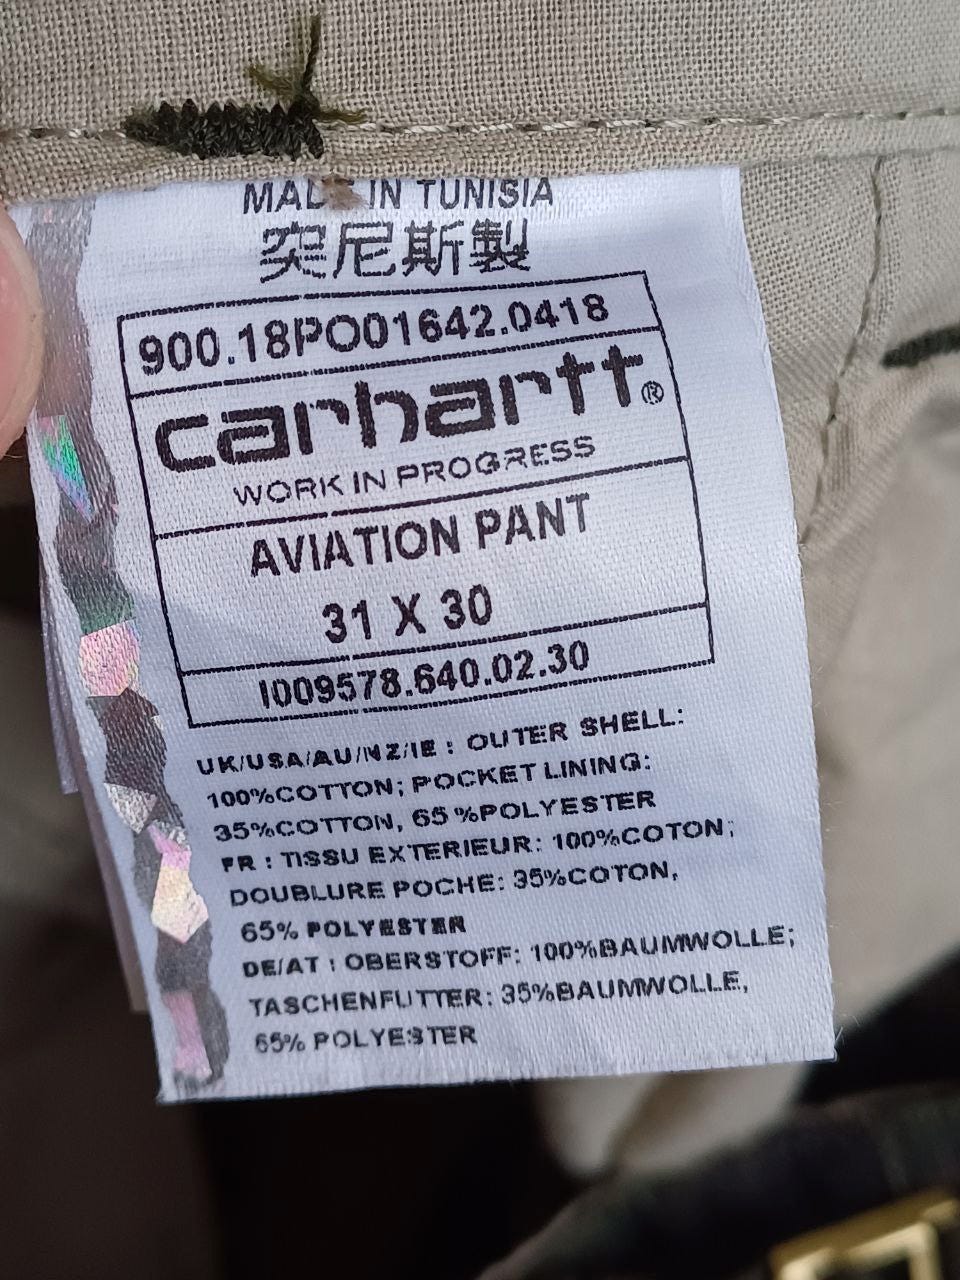 MADE IN TUNISIA
突尼斯製
900.18PO01642.0418
carhartt®
WORK IN PROGRESS
AVIATION PANT
31 X 30
I009578.640.02.30
UK/USA/AU/NZ/IE : OUTER SHELL:
100%COTTON; POCKET LINING:
35%COTTON, 65%POLYESTER
FR : TISSU EXTERIEUR: 100%COTON;
DOUBLURE POCHE: 35%COTON,
65% POLYESTER
DE/AT : OBERSTOFF: 100%BAUMWOLLE;
TASCHENFUTTER: 35%BAUMWOLLE,
65% POLYESTER